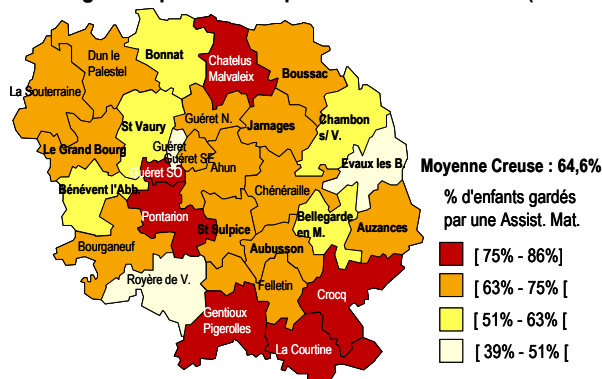 Bonnat
Dun le
Palestel
Chatelus
Malvaleix
Boussac
La Souterraine
Guéret N.
Chambon
s/ V.
St Vaury
Jarnages
Le Grand Bourg
Guéret
Guéret SE
Evaux les B.
Guéret SO
Ahun
Moyenne Creuse : 64,6%
Bénévent l'Abb.
Chénéraille
% d'enfants gardés
par une Assist. Mat.
Pontarion
Bellegarde
en M.
Auzances
St Sulpice
Bourganeuf
Aubusson
[ 75% - 86%]
Royère de V.
Felletin
[ 63% - 75% [
Crocq
Gentioux
Pigerolles
[ 51% - 63% [
La Courtine
[ 39% - 51% [